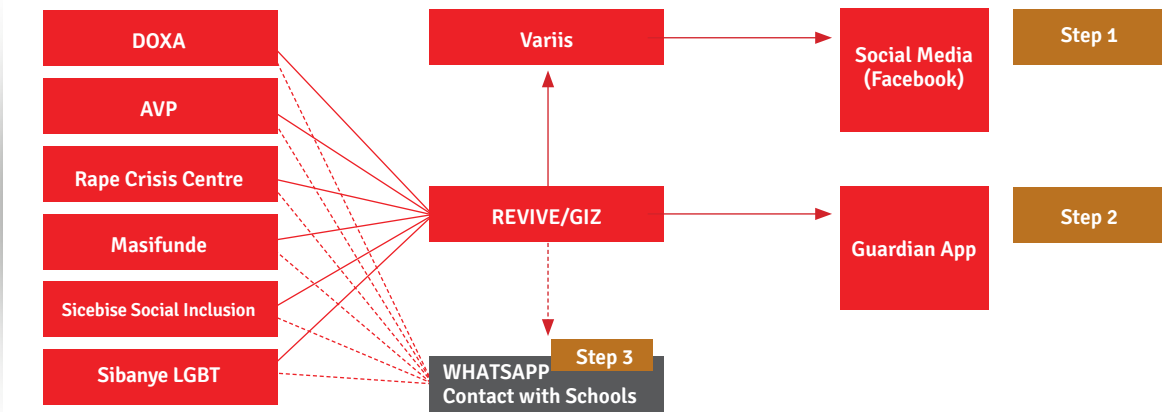 DOXA
AVP
Rape Crisis Centre
Masifunde
Sicebise Social Inclusion
Sibanye LGBT
Variis
REVIVE/GIZ
Step 3
WHATSAPP
Contact with Schools
Social Media
(Facebook)
Guardian App
Step 1
Step 2